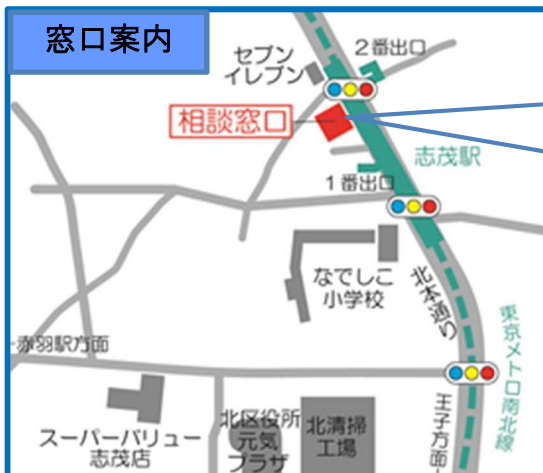 窓口案内
2番出口
セブン
イレブン
相談窓口
志茂駅
1番出口
なでしこ
小学校
北本通り
東京メトロ南北線
赤羽駅方面
スーパーバリュー
志茂店
北区役所
元気
プラザ
北清掃
工場
王子方面